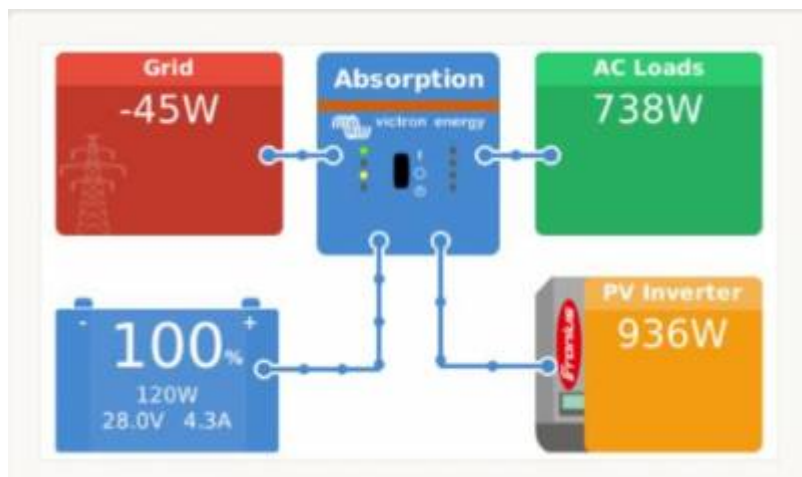 Grid
-45W
Absorption
victron energy
AC Loads
738W
- +
100%
120W
28.0V 4.3A
PV Inverter
936W
Fronius